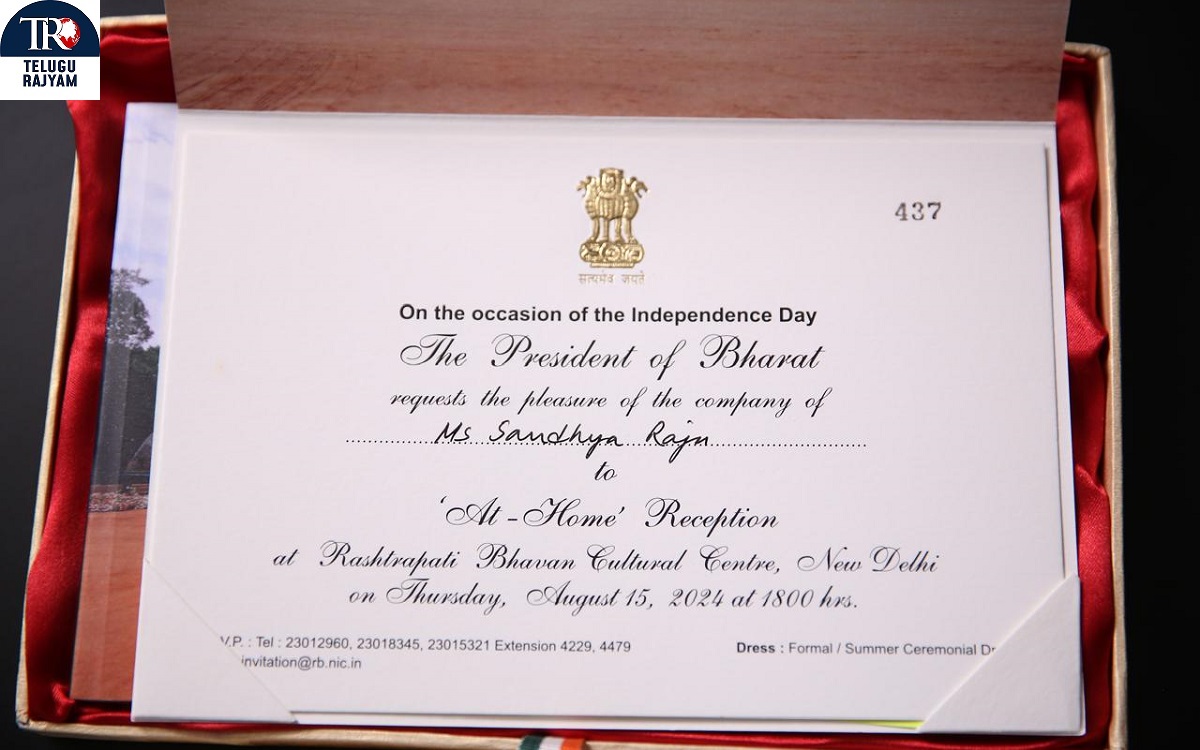 TR
TELUGU
RAJYAM
437
सत्यमेव जयते
On the occasion of the Independence Day
The President of Bharat
requests the pleasure of the company of
Ms Sandhya Raju
to
'At-Home' Reception
at Rashtrapati Bhavan Cultural Centre, New Delhi
on Thursday, August 15, 2024 at 1800 hrs.
V.P. : Tel : 23012960, 23018345, 23015321 Extension 4229, 4479
invitation@rb.nic.in
Dress : Formal / Summer Ceremonial